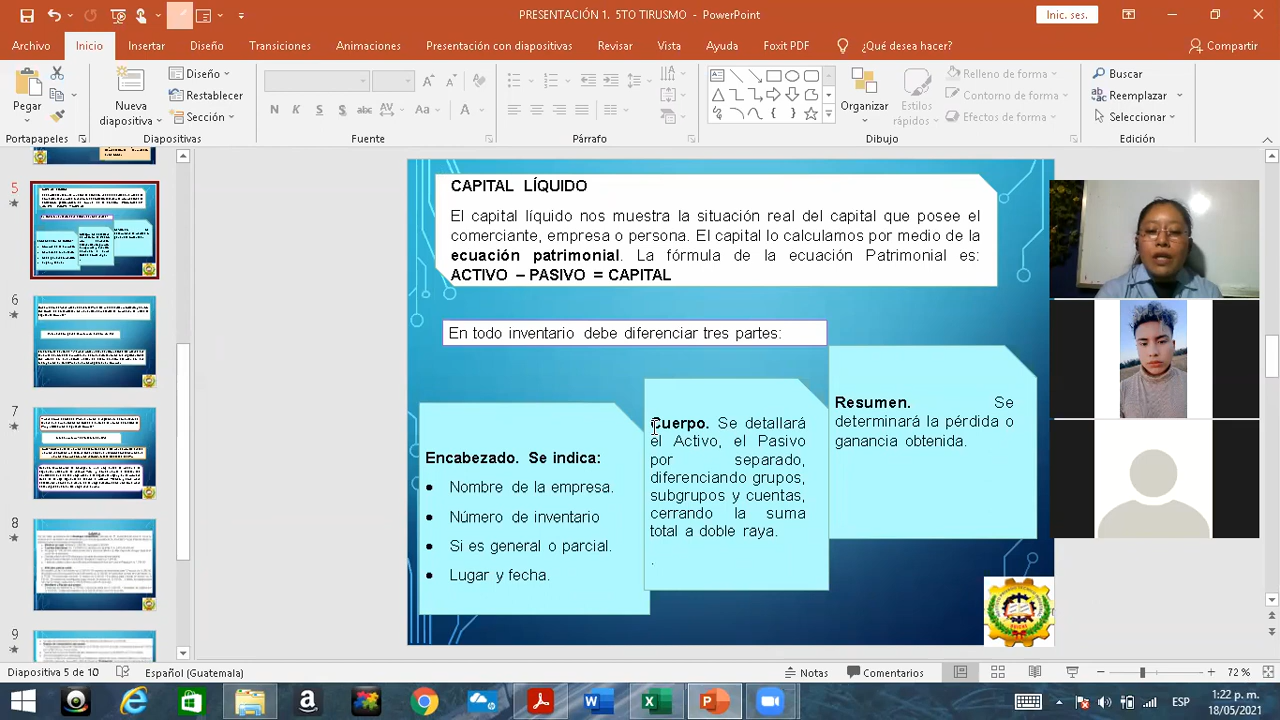 PRESENTACIÓN 1. 5TO TIRUSMO - PowerPoint
Inic. ses.
Archivo Inicio Insertar Diseño Transiciones Animaciones Presentación con diapositivas Revisar Vista Ayuda Foxit PDF ¿Qué desea hacer? Compartir
Pegar
Nueva diapositiva
Diseño
Restablecer
Sección
N K S S abc AV Aa A
Organizar
Estilos rápidos
Relleno de forma
Contorno de forma
Efectos de forma
Buscar
Reemplazar
Seleccionar
Portapapeles Diapositivas Fuente Párrafo Dibujo Edición
5
6
7
8
CAPITAL LÍQUIDO
El capital líquido nos muestra la situación real del capital que posee el
comerciante, empresa o persona. El capital lo obtenemos por medio de la
ecuación patrimonial. La fórmula de la ecuación Patrimonial es:
ACTIVO – PASIVO = CAPITAL
En todo inventario debe diferenciar tres partes:
Encabezado. Se indica:
Nombre de la empresa.
Número de inventario
Si es general o parcial.
Lugar y fecha.
Cuerpo. Se detallará
el Activo, el Pasivo
por separado,
diferenciando grupos,
subgrupos y cuentas,
cerrando la suma
total a doble raya.
Resumen. Se
determinará la pérdida o
ganancia obtenida.
Diapositiva 5 de 10 Español (Guatemala) Notas Comentarios 72 %
ESP
1:22 p. m.
18/05/2021